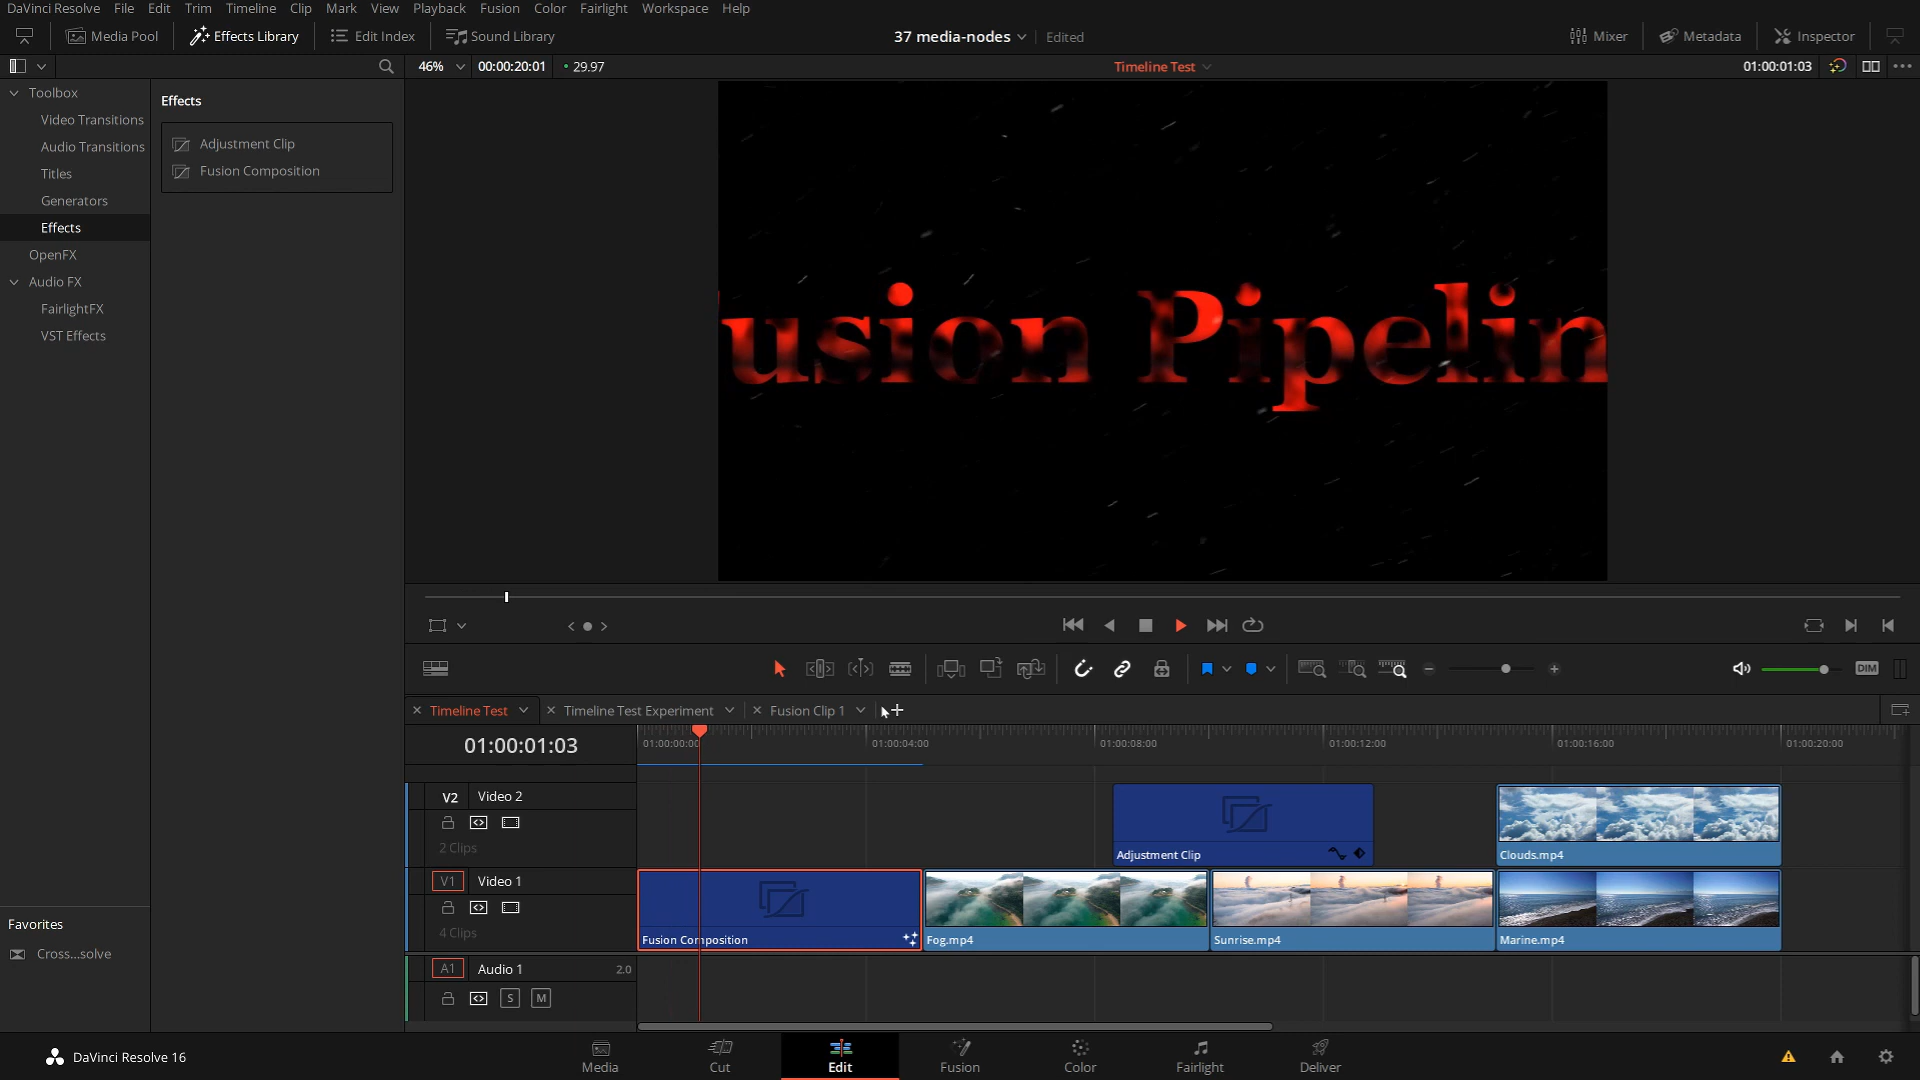 DaVinci Resolve File Edit Trim Timeline Clip Mark View Playback Fusion Color Fairlight Workspace Help
Media Pool Effects Library Edit Index Sound Library 37 media-nodes Edited Mixer Metadata Inspector
46% 00:00:20:01 29.97 Timeline Test 01:00:01:03
Toolbox
Video Transitions
Audio Transitions
Titles
Generators
Effects
OpenFX
Audio FX
FairlightFX
VST Effects
Effects
Adjustment Clip
Fusion Composition
usion Pipelin
DIM
Timeline Test Timeline Test Experiment Fusion Clip 1
01:00:01:03 01:00:00:00 01:00:04:00 01:00:08:00 01:00:12:00 01:00:16:00 01:00:20:00
V2 Video 2
2 Clips
Adjustment Clip Clouds.mp4
V1 Video 1
4 Clips
Fusion Composition Fog.mp4 Sunrise.mp4 Marine.mp4
A1 Audio 1 2.0
S M
Favorites
Cross...solve
DaVinci Resolve 16
Media Cut Edit Fusion Color Fairlight Deliver